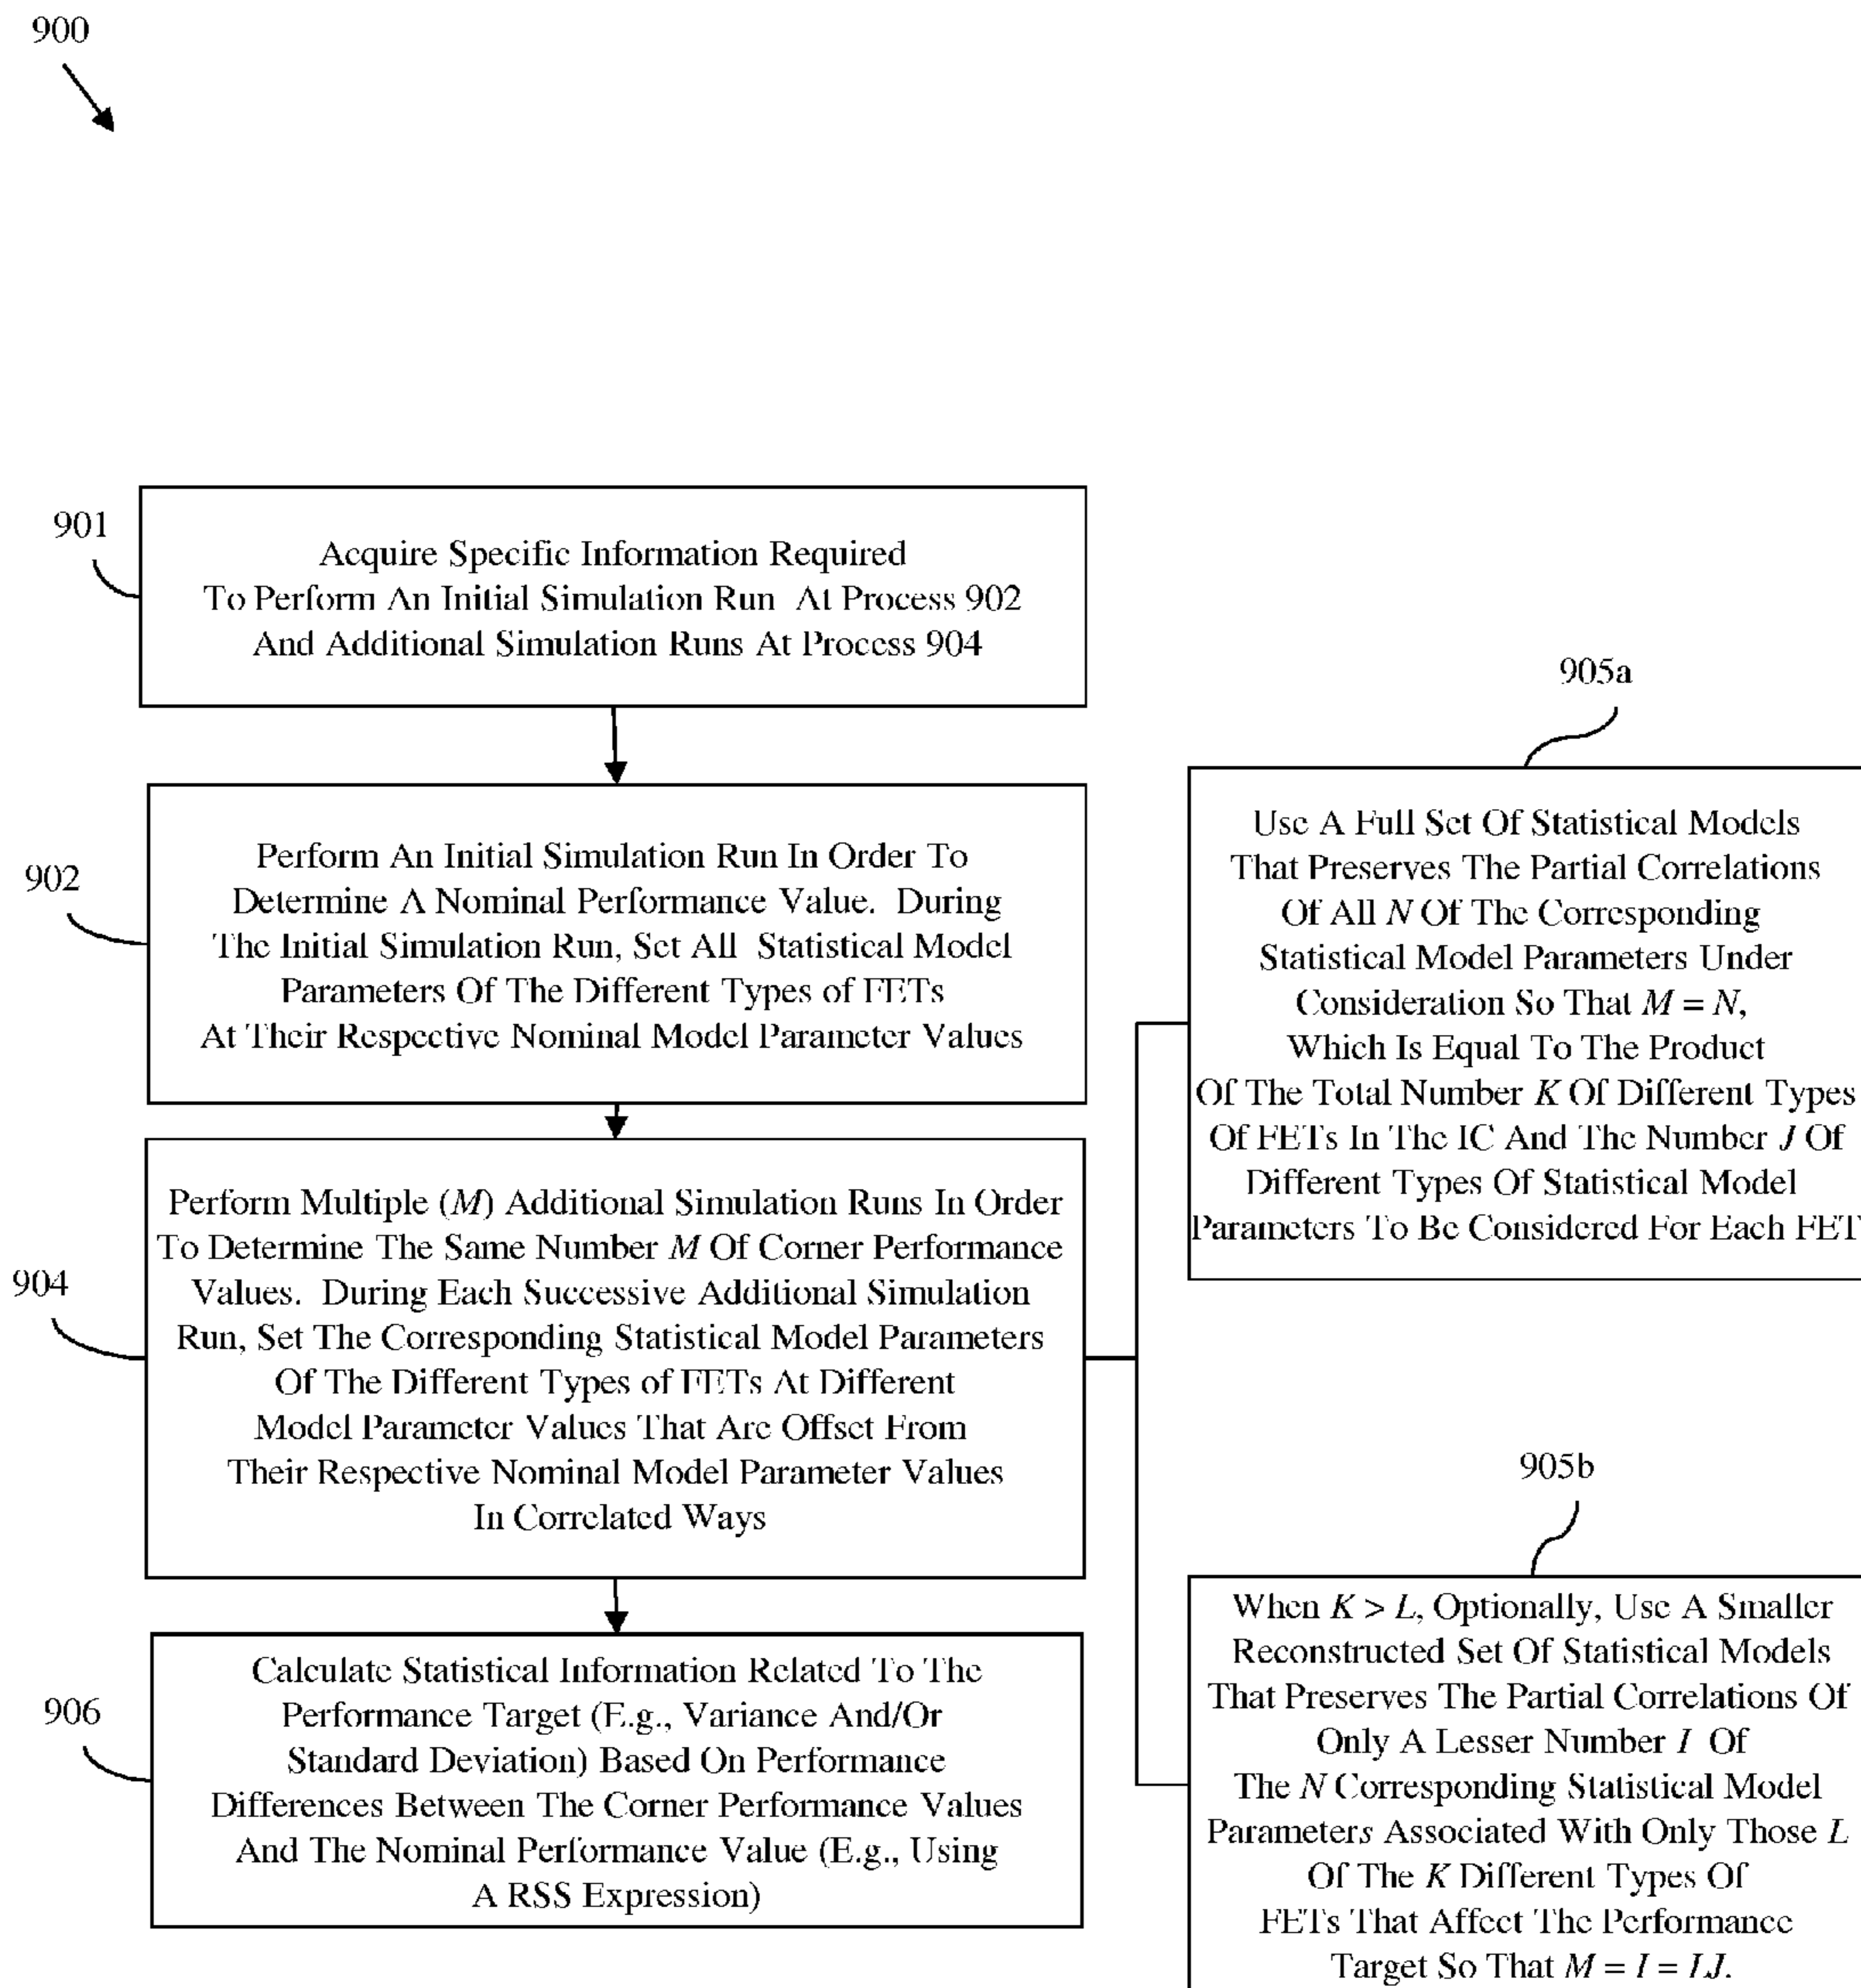 900
901
Acquire Specific Information Required
To Perform An Initial Simulation Run At Process 902
And Additional Simulation Runs At Process 904
902
Perform An Initial Simulation Run In Order To
Determine A Nominal Performance Value. During
The Initial Simulation Run, Set All Statistical Model
Parameters Of The Different Types of FETs
At Their Respective Nominal Model Parameter Values
904
Perform Multiple (M) Additional Simulation Runs In Order
To Determine The Same Number M Of Corner Performance
Values. During Each Successive Additional Simulation
Run, Set The Corresponding Statistical Model Parameters
Of The Different Types of FETs At Different
Model Parameter Values That Are Offset From
Their Respective Nominal Model Parameter Values
In Correlated Ways
906
Calculate Statistical Information Related To The
Performance Target (E.g., Variance And/Or
Standard Deviation) Based On Performance
Differences Between The Corner Performance Values
And The Nominal Performance Value (E.g., Using
A RSS Expression)
905a
Use A Full Set Of Statistical Models
That Preserves The Partial Correlations
Of All N Of The Corresponding
Statistical Model Parameters Under
Consideration So That M = N,
Which Is Equal To The Product
Of The Total Number K Of Different Types
Of FETs In The IC And The Number J Of
Different Types Of Statistical Model
Parameters To Be Considered For Each FET
905b
When K > L, Optionally, Use A Smaller
Reconstructed Set Of Statistical Models
That Preserves The Partial Correlations Of
Only A Lesser Number I Of
The N Corresponding Statistical Model
Parameters Associated With Only Those L
Of The K Different Types Of
FETs That Affect The Performance
Target So That M = I = LJ.